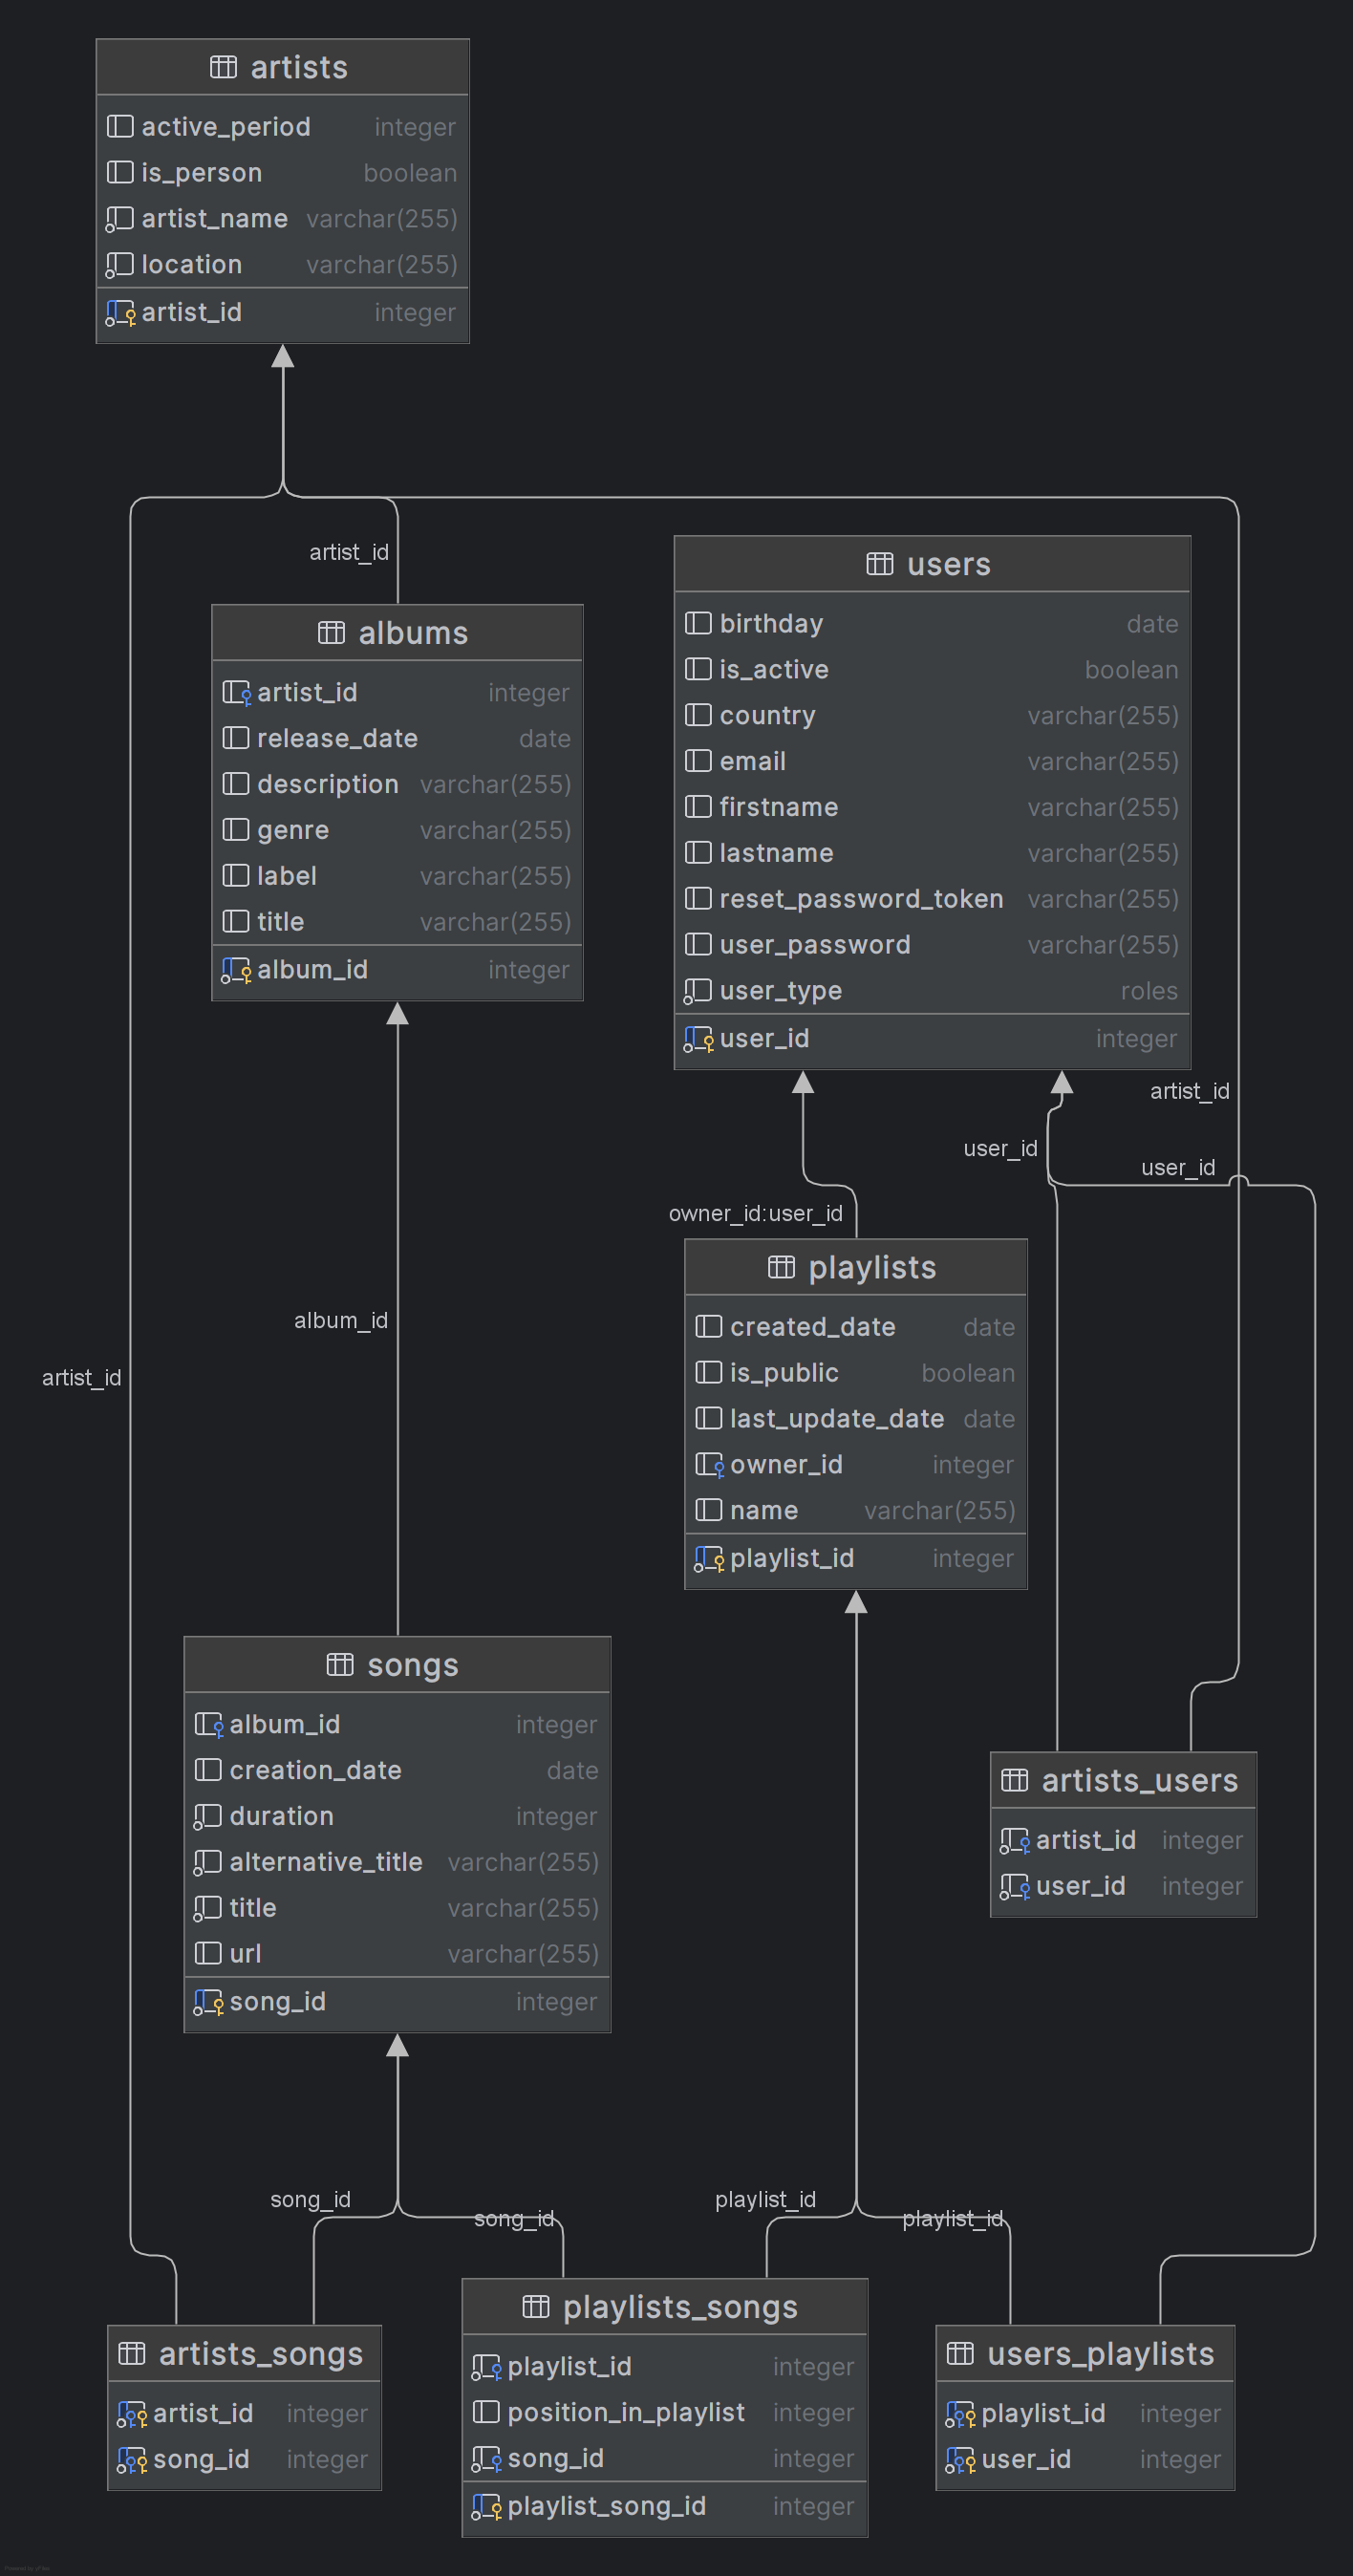 artists
active_period integer
is_person boolean
artist_name varchar(255)
location varchar(255)
artist_id integer
artist_id
albums
artist_id integer
release_date date
description varchar(255)
genre varchar(255)
label varchar(255)
title varchar(255)
album_id integer
users
birthday date
is_active boolean
country varchar(255)
email varchar(255)
firstname varchar(255)
lastname varchar(255)
reset_password_token varchar(255)
user_password varchar(255)
user_type roles
user_id integer
artist_id
user_id
user_id
owner_id:user_id
playlists
created_date date
is_public boolean
last_update_date date
owner_id integer
name varchar(255)
playlist_id integer
album_id
artist_id
songs
album_id integer
creation_date date
duration integer
alternative_title varchar(255)
title varchar(255)
url varchar(255)
song_id integer
artists_users
artist_id integer
user_id integer
song_id
song_id
playlist_id
playlist_id
artists_songs
artist_id integer
song_id integer
playlists_songs
playlist_id integer
position_in_playlist integer
song_id integer
playlist_song_id integer
users_playlists
playlist_id integer
user_id integer
Powered by yFiles